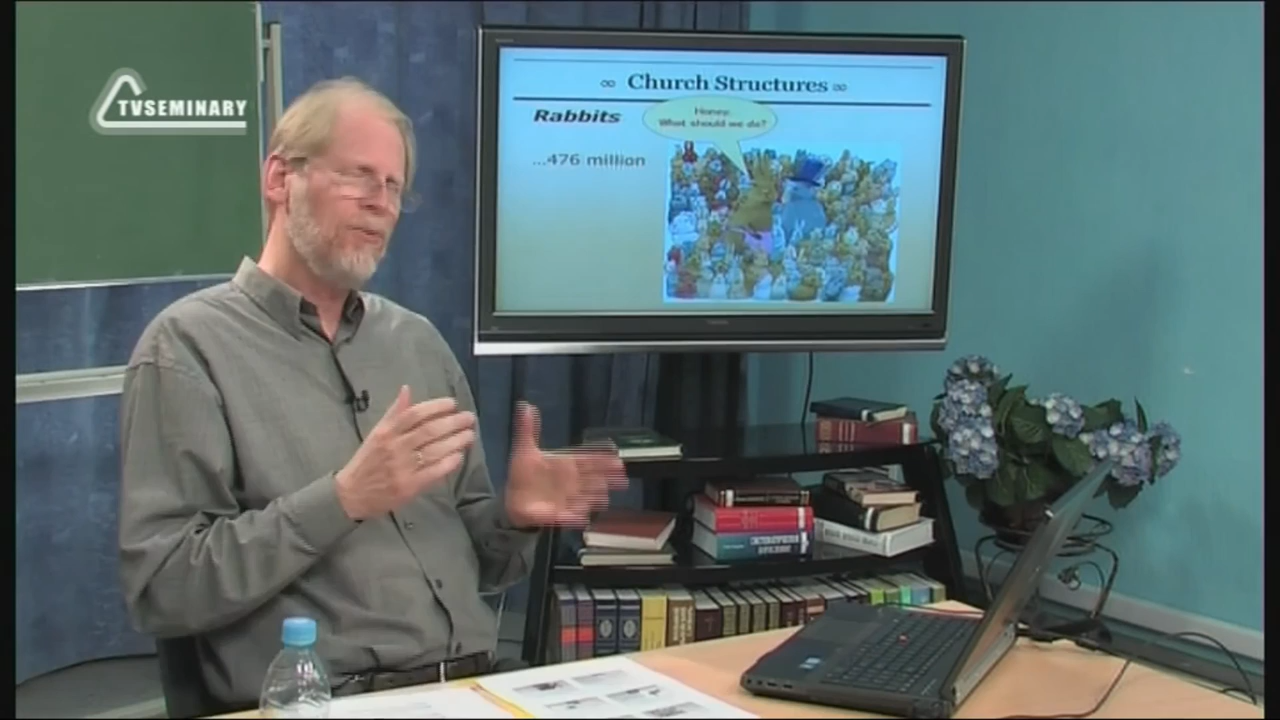 TVSEMINARY
∞ Church Structures ∞
Rabbits
Honey:
What should we do?
...476 million